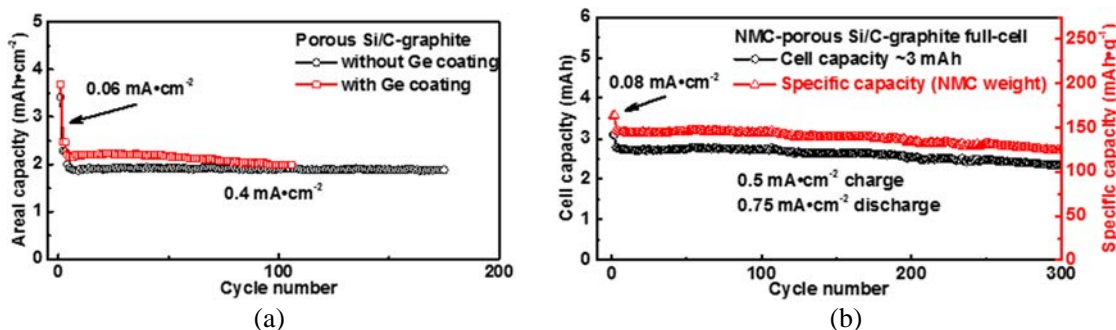 Porous Si/C-graphite
without Ge coating
with Ge coating
0.06 mA•cm-2
0.4 mA•cm-2
Areal capacity (mAh•cm-2)
5
4
3
2
1
0
0
100
200
Cycle number
(a)
NMC-porous Si/C-graphite full-cell
Cell capacity ~3 mAh
Specific capacity (NMC weight)
0.08 mA•cm-2
0.5 mA•cm-2 charge
0.75 mA•cm-2 discharge
Cell capacity (mAh)
6
5
4
3
2
1
0
0
100
200
300
Cycle number
250
200
150
100
50
0
Specific capacity (mAh•g-1)
(b)